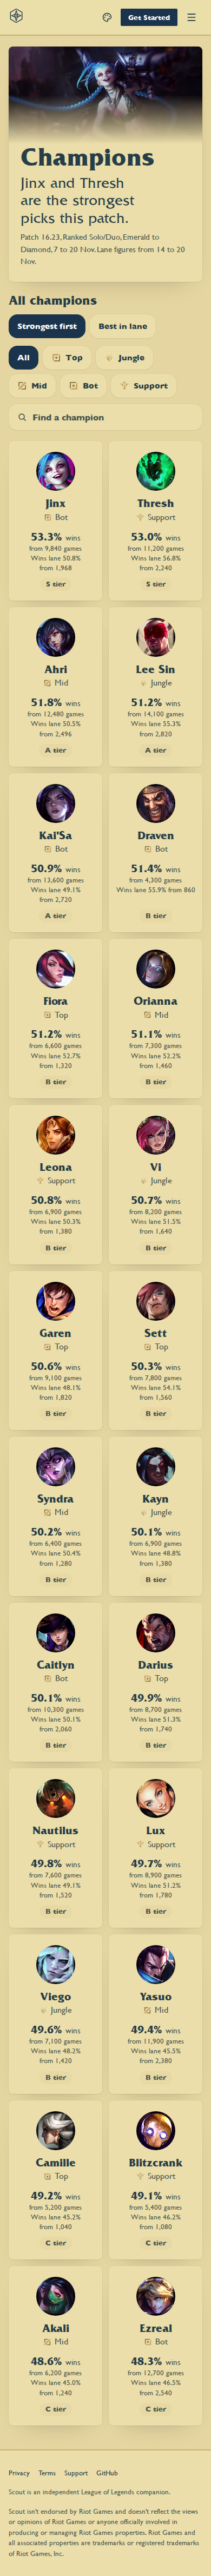 Get Started
Champions
Jinx and Thresh
are the strongest
picks this patch.
Patch 16.23, Ranked Solo/Duo, Emerald to
Diamond, 7 to 20 Nov. Lane figures from 14 to 20
Nov.
All champions
Strongest first
Best in lane
All
Top
Jungle
Mid
Bot
Support
Find a champion
Jinx
Bot
53.3% wins
from 9,840 games
Wins lane 50.8%
from 1,968
S tier
Thresh
Support
53.0% wins
from 11,200 games
Wins lane 56.8%
from 2,240
S tier
Ahri
Mid
51.8% wins
from 12,480 games
Wins lane 50.5%
from 2,496
A tier
Lee Sin
Jungle
51.2% wins
from 14,100 games
Wins lane 55.3%
from 2,820
A tier
Kai'Sa
Bot
50.9% wins
from 13,600 games
Wins lane 49.1%
from 2,720
A tier
Draven
Bot
51.4% wins
from 4,300 games
Wins lane 55.9% from 860
B tier
Fiora
Top
51.2% wins
from 6,600 games
Wins lane 52.7%
from 1,320
B tier
Orianna
Mid
51.1% wins
from 7,300 games
Wins lane 52.2%
from 1,460
B tier
Leona
Support
50.8% wins
from 6,900 games
Wins lane 50.3%
from 1,380
B tier
Vi
Jungle
50.7% wins
from 8,200 games
Wins lane 51.5%
from 1,640
B tier
Garen
Top
50.6% wins
from 9,100 games
Wins lane 48.1%
from 1,820
B tier
Sett
Top
50.3% wins
from 7,800 games
Wins lane 54.1%
from 1,560
B tier
Syndra
Mid
50.2% wins
from 6,400 games
Wins lane 50.4%
from 1,280
B tier
Kayn
Jungle
50.1% wins
from 6,900 games
Wins lane 48.8%
from 1,380
B tier
Caitlyn
Bot
50.1% wins
from 10,300 games
Wins lane 50.1%
from 2,060
B tier
Darius
Top
49.9% wins
from 8,700 games
Wins lane 51.3%
from 1,740
B tier
Nautilus
Support
49.8% wins
from 7,600 games
Wins lane 49.1%
from 1,520
B tier
Lux
Support
49.7% wins
from 8,900 games
Wins lane 51.2%
from 1,780
B tier
Viego
Jungle
49.6% wins
from 7,100 games
Wins lane 48.2%
from 1,420
B tier
Yasuo
Mid
49.4% wins
from 11,900 games
Wins lane 45.5%
from 2,380
B tier
Camille
Top
49.2% wins
from 5,200 games
Wins lane 45.2%
from 1,040
C tier
Blitzcrank
Support
49.1% wins
from 5,400 games
Wins lane 46.2%
from 1,080
C tier
Akali
Mid
48.6% wins
from 6,200 games
Wins lane 45.0%
from 1,240
C tier
Ezreal
Bot
48.3% wins
from 12,700 games
Wins lane 46.5%
from 2,540
C tier
Privacy Terms Support GitHub
Scout is an independent League of Legends companion.
Scout isn't endorsed by Riot Games and doesn't reflect the views
or opinions of Riot Games or anyone officially involved in
producing or managing Riot Games properties. Riot Games and
all associated properties are trademarks or registered trademarks
of Riot Games, Inc.